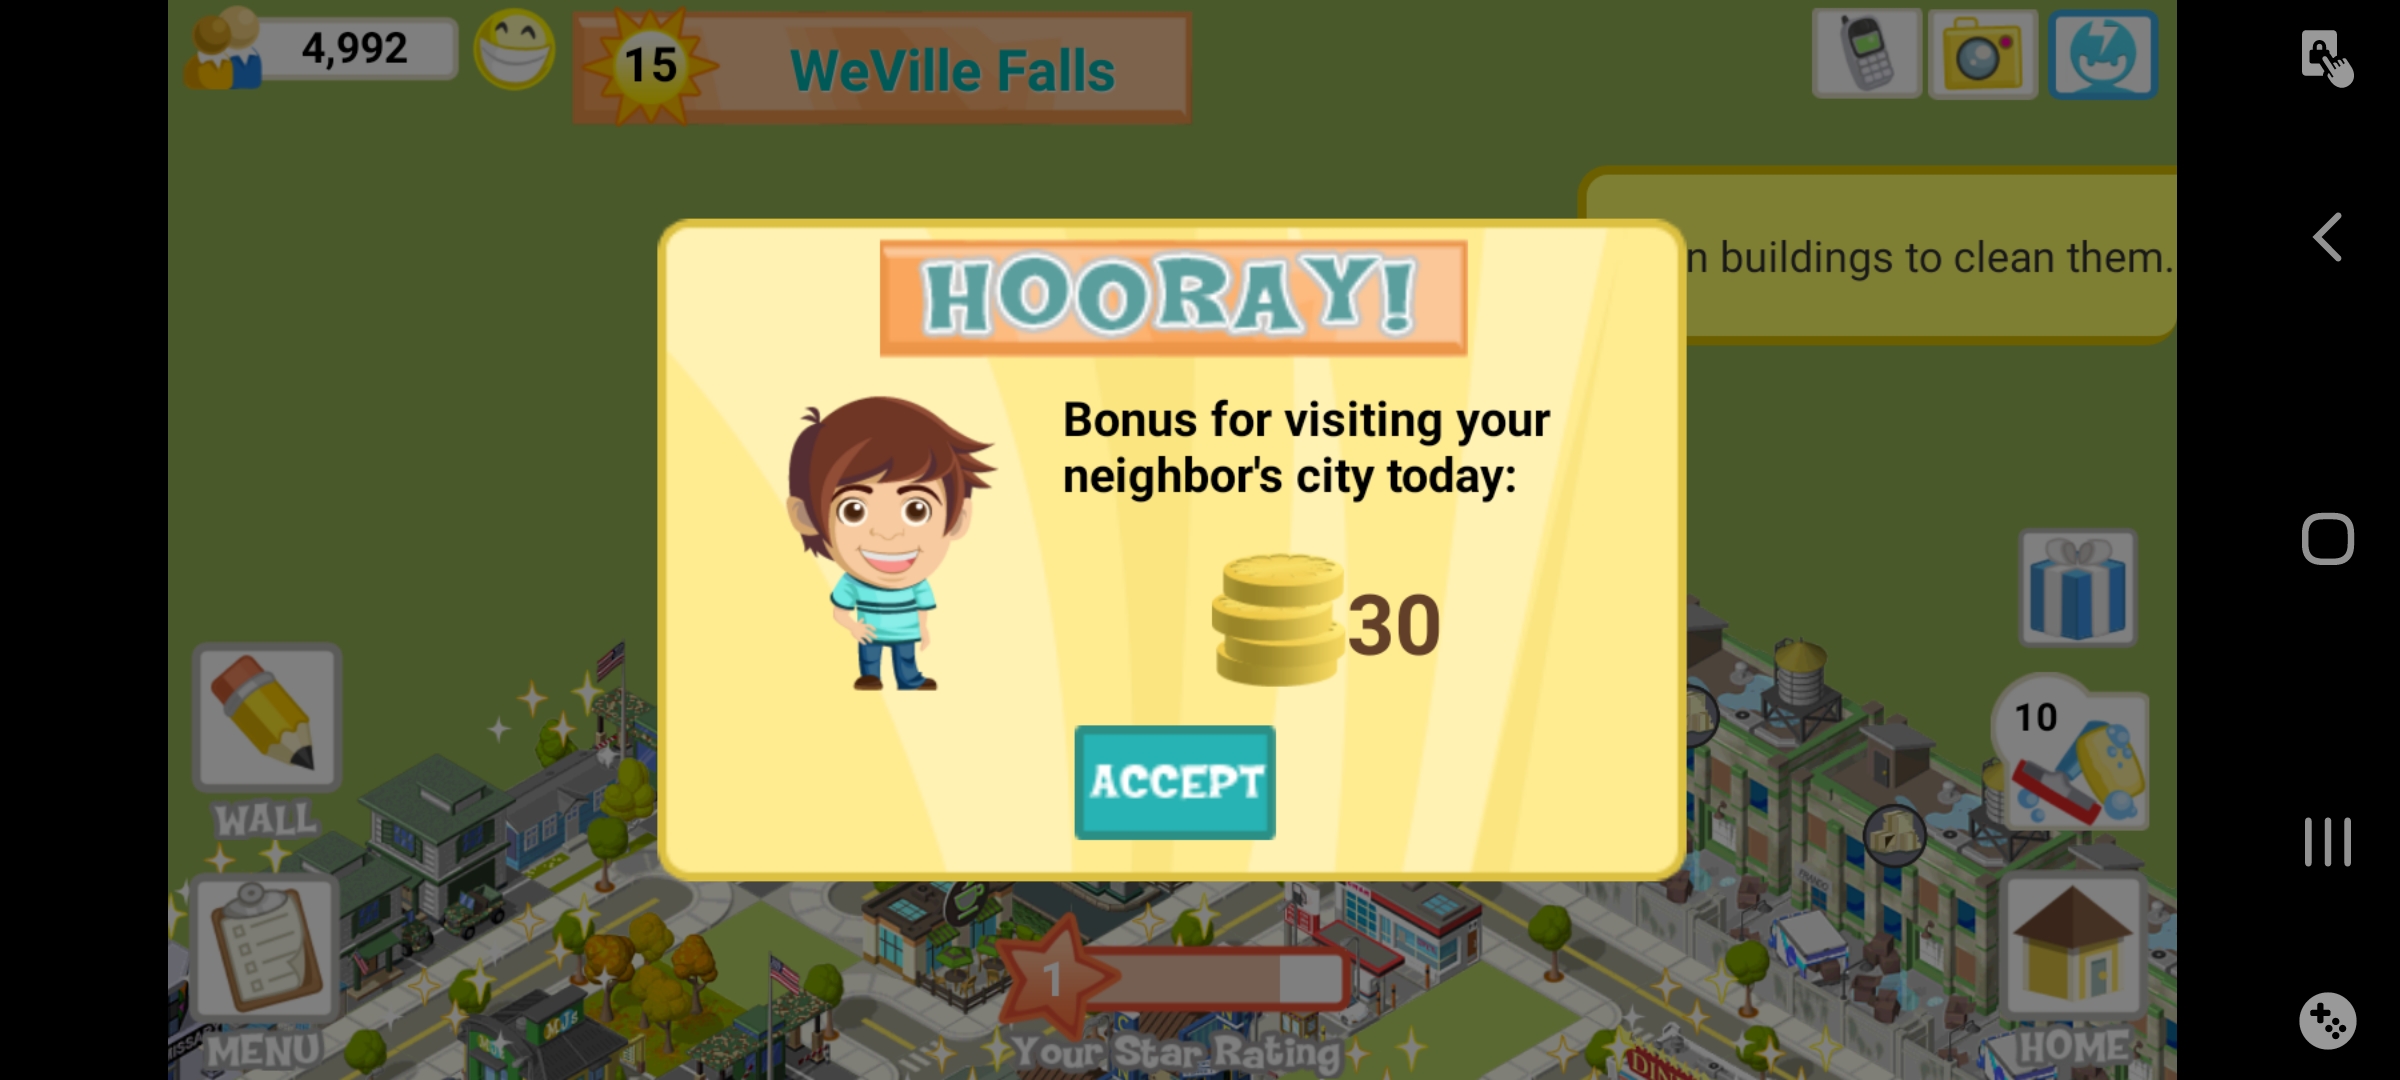 4,992
15
WeVille Falls
n buildings to clean them.
HOORAY!
Bonus for visiting your
neighbor's city today:
30
ACCEPT
10
WALL
MENU
1
Your Star Rating
HOME
MJs